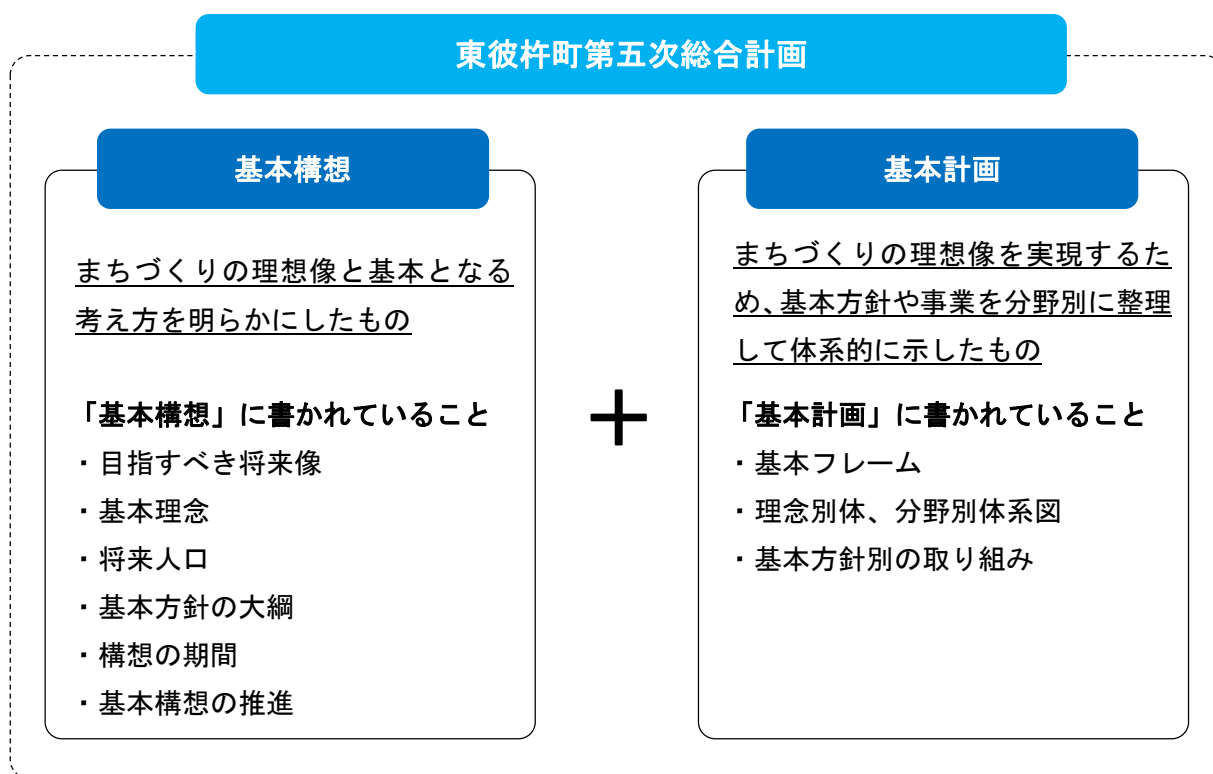 東彼杵町第五次総合計画
基本構想
まちづくりの理想像と基本となる
考え方を明らかにしたもの
「基本構想」に書かれていること
・目指すべき将来像
・基本理念
・将来人口
・基本方針の大綱
・構想の期間
・基本構想の推進
＋
基本計画
まちづくりの理想像を実現するた
め、基本方針や事業を分野別に整理
して体系的に示したもの
「基本計画」に書かれていること
・基本フレーム
・理念別体、分野別体系図
・基本方針別の取り組み